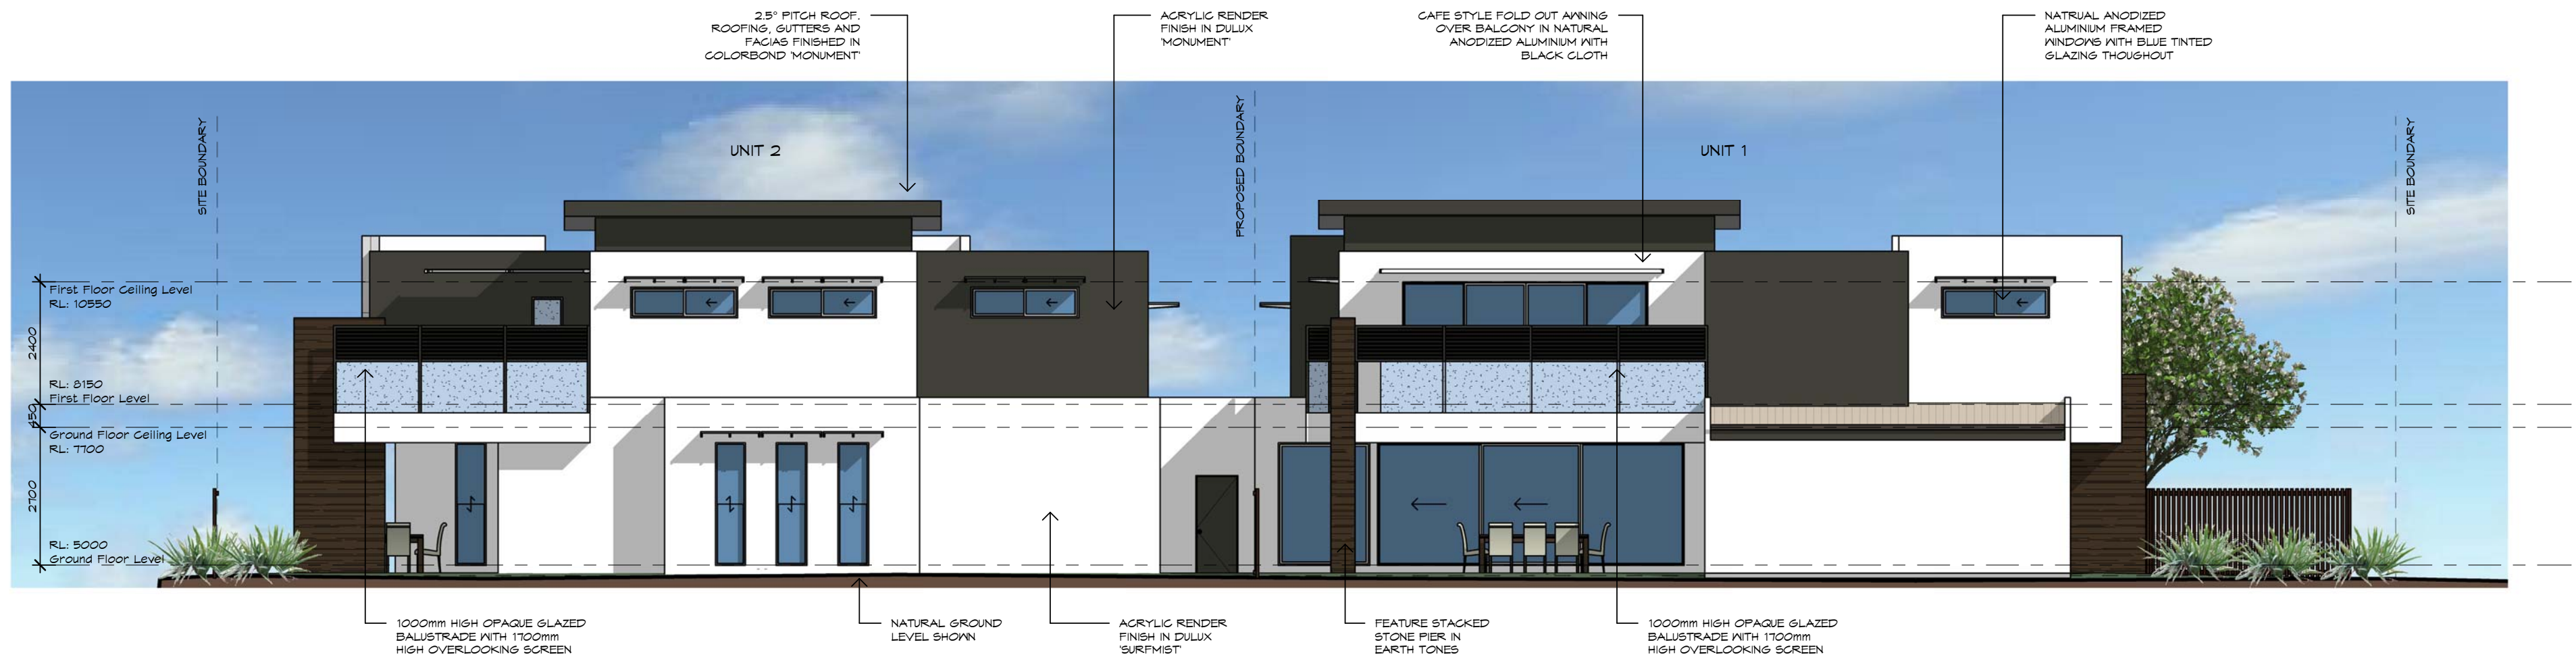 2.5° PITCH ROOF.
ROOFING, GUTTERS AND
FACIAS FINISHED IN
COLORBOND 'MONUMENT'
ACRYLIC RENDER
FINISH IN DULUX
'MONUMENT'
CAFE STYLE FOLD OUT AWNING
OVER BALCONY IN NATURAL
ANODIZED ALUMINIUM WITH
BLACK CLOTH
NATRUAL ANODIZED
ALUMINIUM FRAMED
WINDOWS WITH BLUE TINTED
GLAZING THOUGHOUT
SITE BOUNDARY
UNIT 2
PROPOSED BOUNDARY
UNIT 1
SITE BOUNDARY
First Floor Ceiling Level
RL: 10550
2400
RL: 8150
First Floor Level
450
Ground Floor Ceiling Level
RL: 7700
2700
RL: 5000
Ground Floor Level
1000mm HIGH OPAQUE GLAZED
BALUSTRADE WITH 1700mm
HIGH OVERLOOKING SCREEN
NATURAL GROUND
LEVEL SHOWN
ACRYLIC RENDER
FINISH IN DULUX
'SURFMIST'
FEATURE STACKED
STONE PIER IN
EARTH TONES
1000mm HIGH OPAQUE GLAZED
BALUSTRADE WITH 1700mm
HIGH OVERLOOKING SCREEN